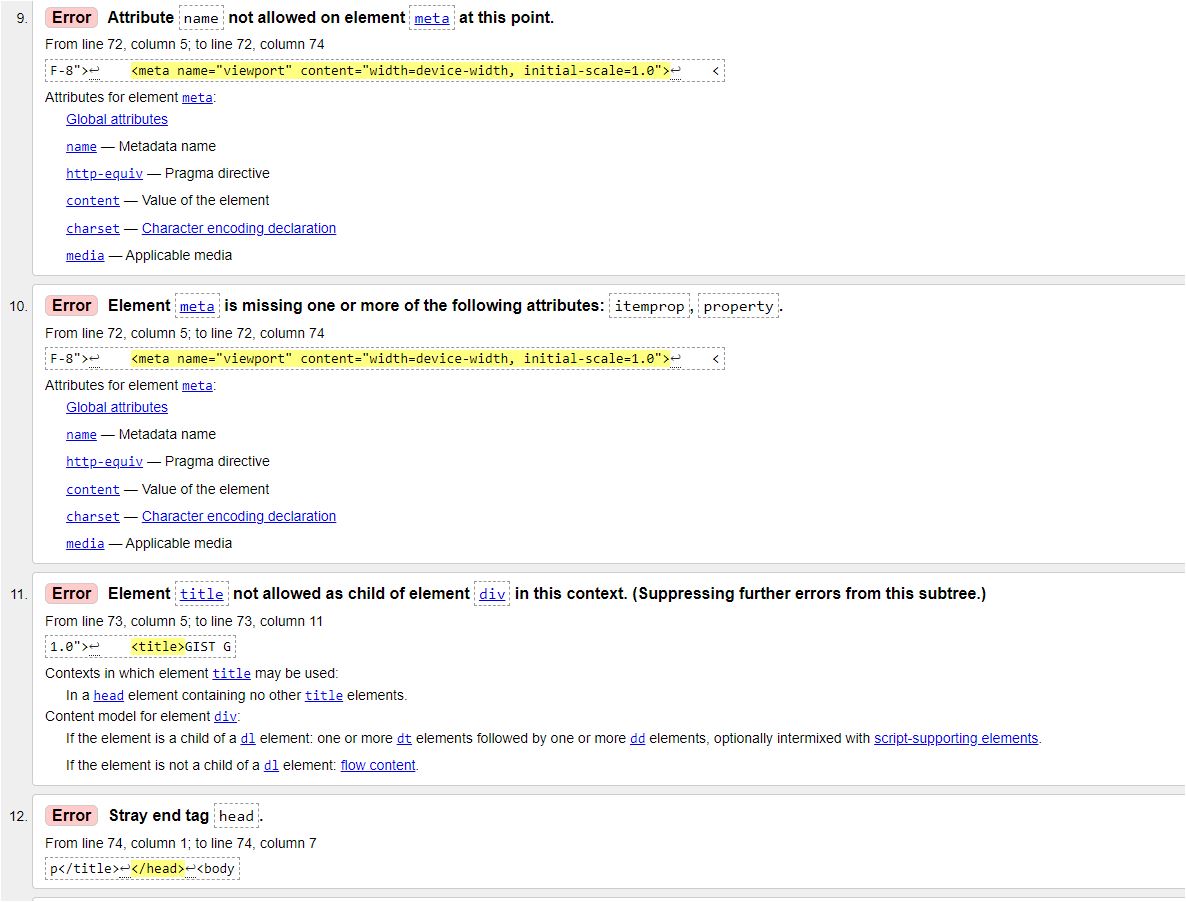 9. Error Attribute name not allowed on element meta at this point.
From line 72, column 5; to line 72, column 74
F-8">↩    <meta name="viewport" content="width=device-width, initial-scale=1.0">↩    <
Attributes for element meta:
Global attributes
name — Metadata name
http-equiv — Pragma directive
content — Value of the element
charset — Character encoding declaration
media — Applicable media
10. Error Element meta is missing one or more of the following attributes: itemprop, property.
From line 72, column 5; to line 72, column 74
F-8">↩    <meta name="viewport" content="width=device-width, initial-scale=1.0">↩    <
Attributes for element meta:
Global attributes
name — Metadata name
http-equiv — Pragma directive
content — Value of the element
charset — Character encoding declaration
media — Applicable media
11. Error Element title not allowed as child of element div in this context. (Suppressing further errors from this subtree.)
From line 73, column 5; to line 73, column 11
1.0">↩    <title>GIST G
Contexts in which element title may be used:
In a head element containing no other title elements.
Content model for element div:
If the element is a child of a dl element: one or more dt elements followed by one or more dd elements, optionally intermixed with script-supporting elements.
If the element is not a child of a dl element: flow content.
12. Error Stray end tag head.
From line 74, column 1; to line 74, column 7
p</title>↩</head>↩<body